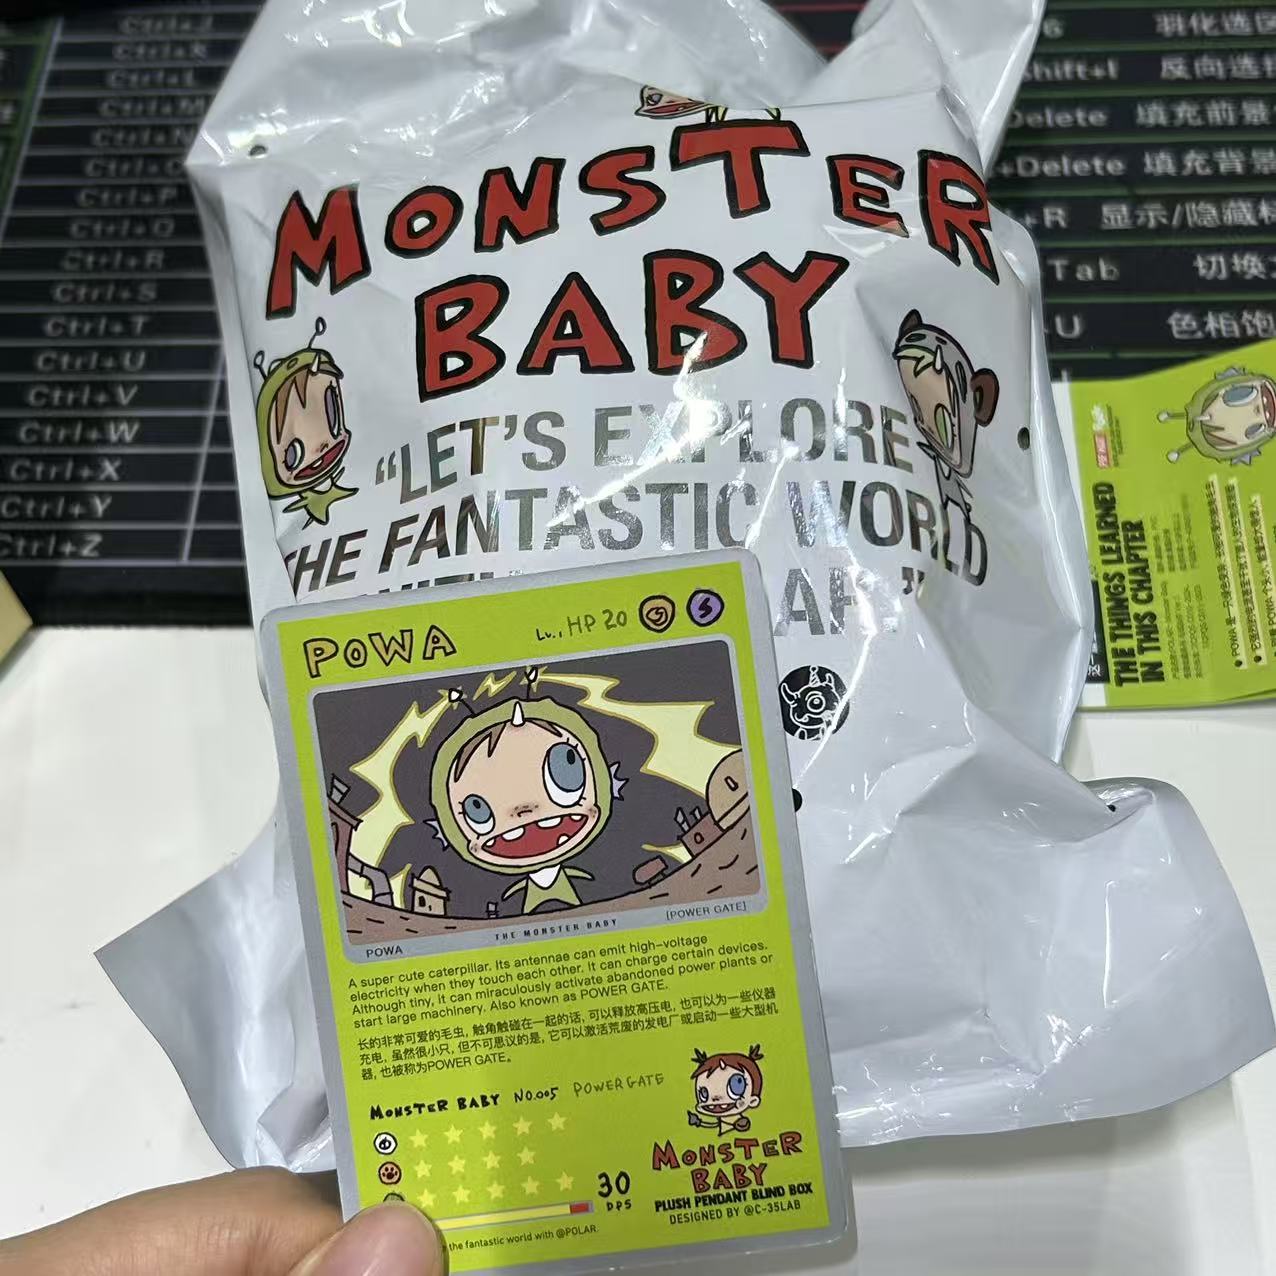 Ctrl+J
Ctrl+K
Ctrl+L
Ctrl+M
Ctrl+N
Ctrl+O
Ctrl+P
Ctrl+Q
Ctrl+R
Ctrl+S
Ctrl+T
Ctrl+U
Ctrl+V
Ctrl+W
Ctrl+X
Ctrl+Y
Ctrl+Z
羽化选区
Shift+I 反向选择
Delete 填充前景
+Delete 填充背景
+R 显示/隐藏标
Tab 切换
U 色相饱
MONSTER
BABY
“LET'S EXPLORE
THE FANTASTIC WORLD
THE THINGS LEARNED
IN THIS CHAPTER
POWA
Lv., HP 20
POWA
THE MONSTER BABY
[POWER GATE]
A super cute caterpillar. Its antennae can emit high-voltage
electricity when they touch each other. It can charge certain devices.
Although tiny, it can miraculously activate abandoned power plants or
start large machinery. Also known as POWER GATE.
长的非常可爱的毛虫, 触角触碰在一起的话, 可以释放高压电, 也可以为一些仪器
充电, 虽然很小只, 但不可思议的是, 它可以激活荒废的发电厂或启动一些大型机
器, 也被称为POWER GATE。
MONSTER BABY NO.005 POWER GATE
30
DPS
MONSTER
BABY
PLUSH PENDANT BLIND BOX
DESIGNED BY @C-35LAB
the fantastic world with @POLAR.